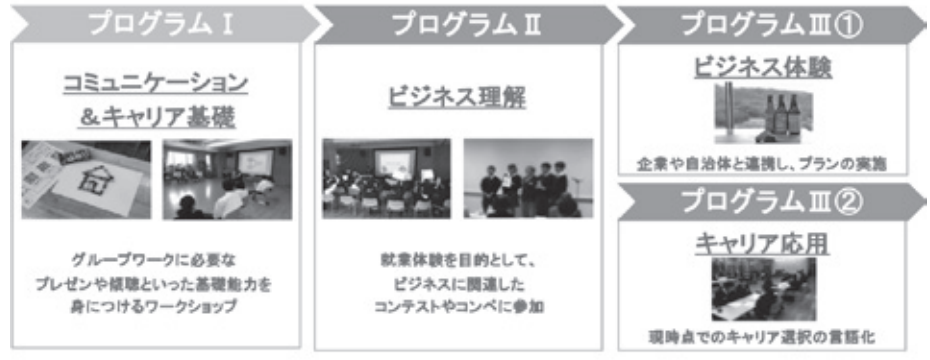 プログラムⅠ
コミュニケーション
＆キャリア基礎
グループワークに必要な
プレゼンや傾聴といった基礎能力を
身につけるワークショップ
プログラムⅡ
ビジネス理解
就業体験を目的として、
ビジネスに関連した
コンテストやコンペに参加
プログラムⅢ①
ビジネス体験
企業や自治体と連携し、プランの実施
プログラムⅢ②
キャリア応用
現時点でのキャリア選択の言語化